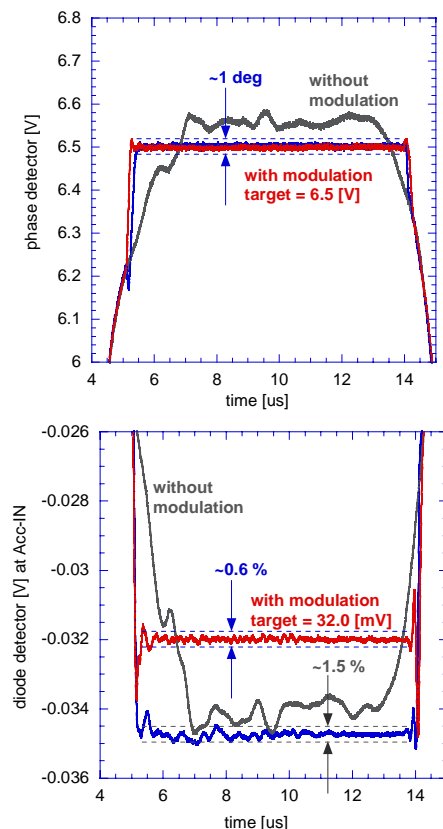 6.8
6.7
6.6
6.5
6.4
6.3
6.2
6.1
6
phase detector [V]
~1 deg
without
modulation
with modulation
target = 6.5 [V]
4 6 8 10 12 14
time [us]
-0.026
-0.028
-0.03
-0.032
-0.034
-0.036
diode detector [V] at Acc-IN
without
modulation
~0.6 %
with modulation
target = 32.0 [mV]
~1.5 %
4 6 8 10 12 14
time [us]